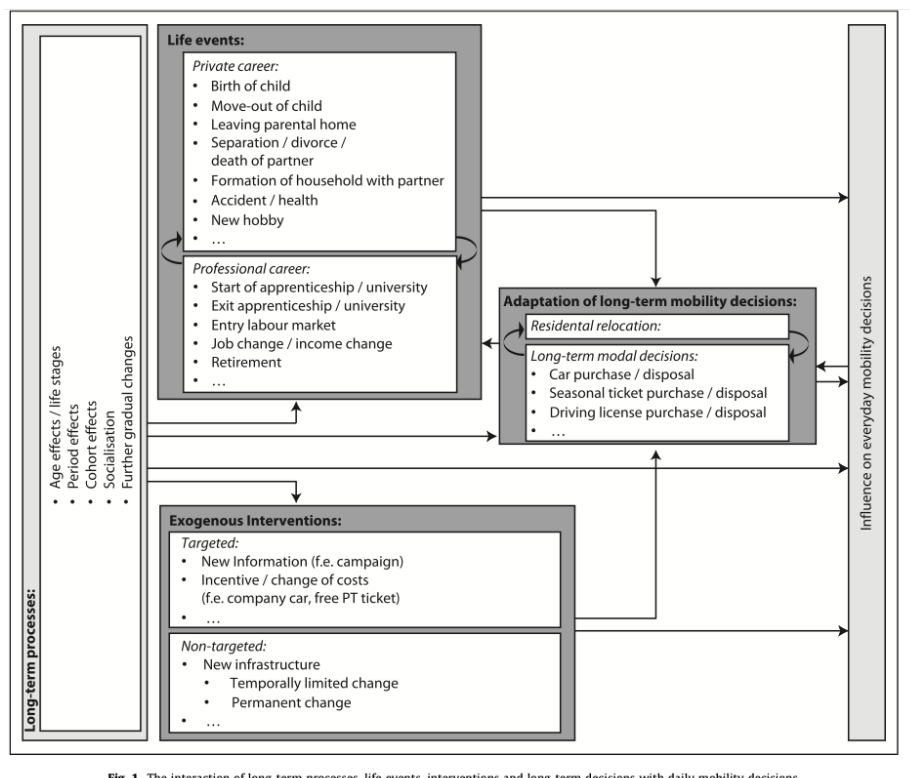 Long-term processes:
• Age effects / life stages
• Period effects
• Cohort effects
• Socialisation
• Further gradual changes
Life events:
Private career:
• Birth of child
• Move-out of child
• Leaving parental home
• Separation / divorce /
death of partner
• Formation of household with partner
• Accident / health
• New hobby
• …
Professional career:
• Start of apprenticeship / university
• Exit apprenticeship / university
• Entry labour market
• Job change / income change
• Retirement
• …
Adaptation of long-term mobility decisions:
Residental relocation:
Long-term modal decisions:
• Car purchase / disposal
• Seasonal ticket purchase / disposal
• Driving license purchase / disposal
• …
Exogenous Interventions:
Targeted:
• New Information (f.e. campaign)
• Incentive / change of costs
(f.e. company car, free PT ticket)
• …
Non-targeted:
• New infrastructure
• Temporally limited change
• Permanent change
• …
Influence on everyday mobility decisions
Fig. 1. The interaction of long-term processes, life events, interventions and long-term decisions with daily mobility decisions